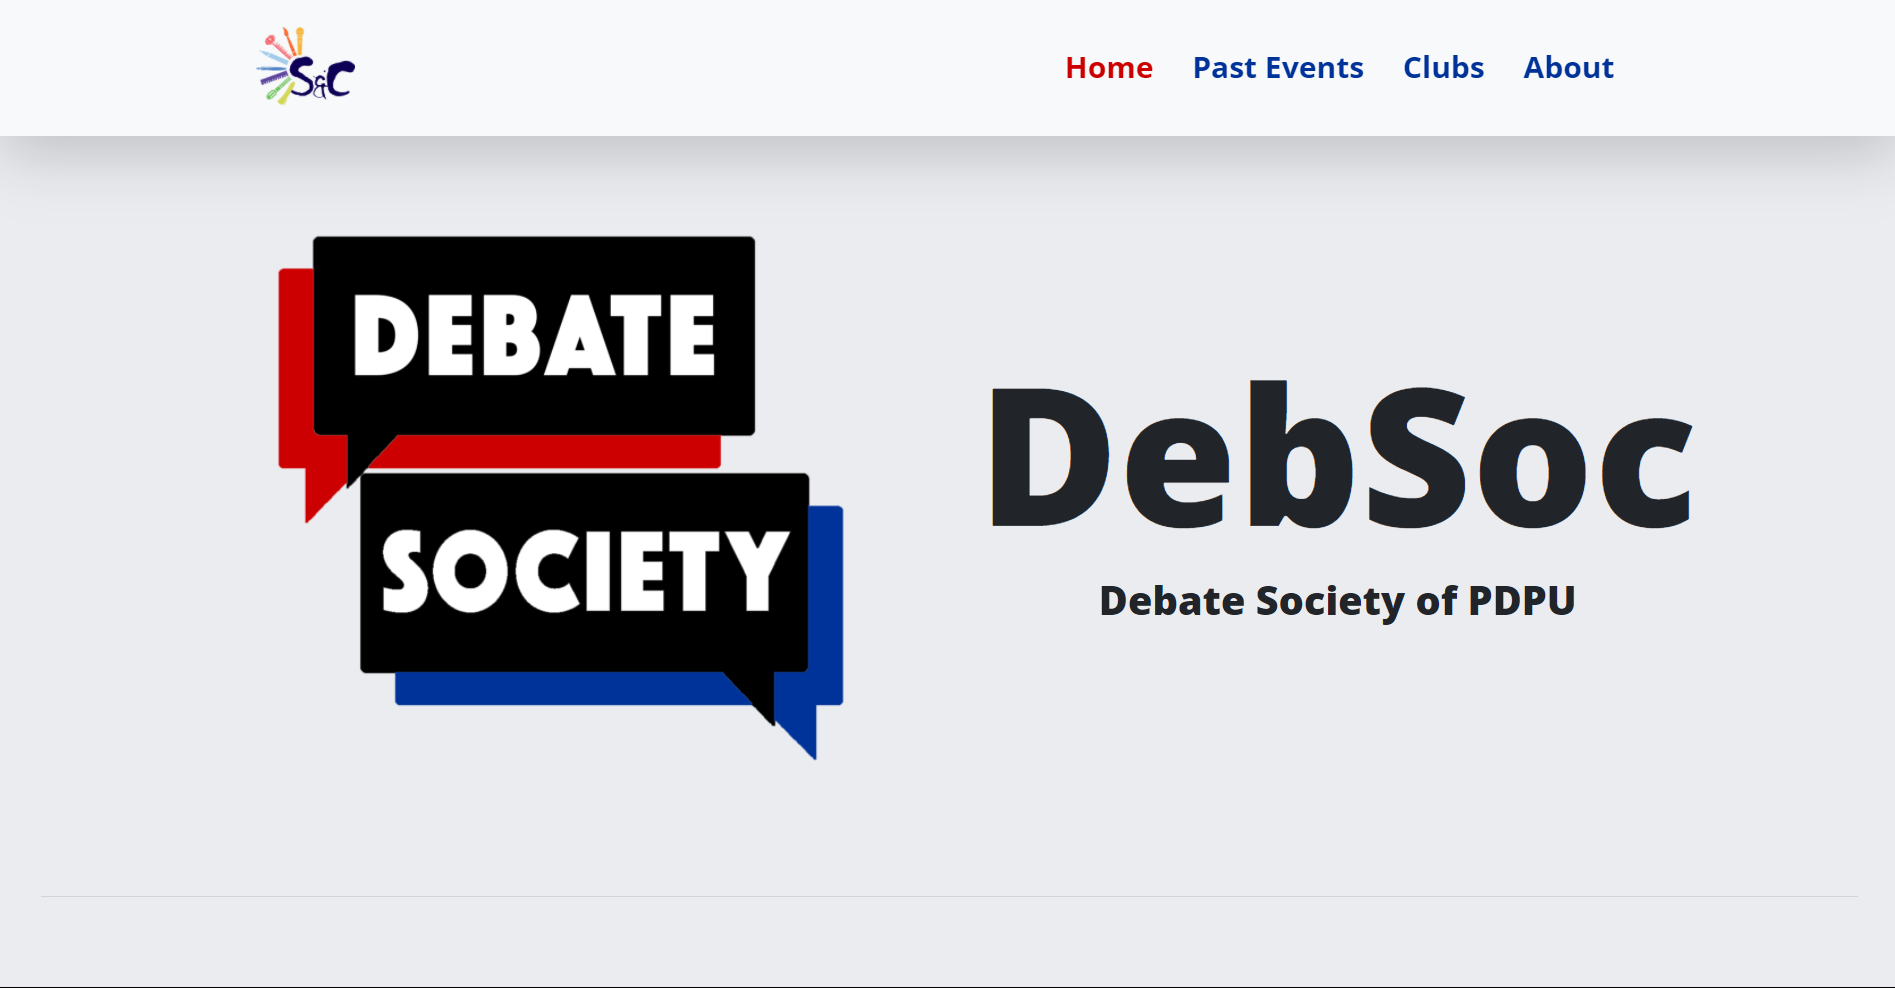 S&C
Home Past Events Clubs About
DEBATE
SOCIETY
DebSoc
Debate Society of PDPU